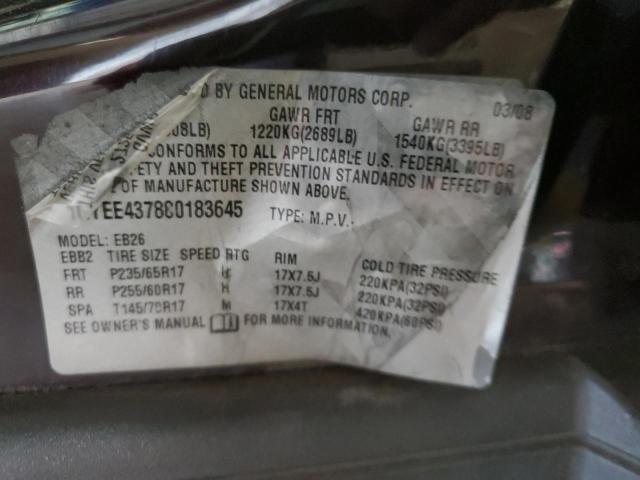 BY GENERAL MOTORS CORP. 03/08
GAWR FRT GAWR RR
1220KG(2689LB) 1540KG(3395LB)
CONFORMS TO ALL APPLICABLE U.S. FEDERAL MOTOR
AND THEFT PREVENTION STANDARDS IN EFFECT ON
OF MANUFACTURE SHOWN ABOVE.
EE437880183645 TYPE: M.P.V.
MODEL: EB26
EBB2 TIRE SIZE SPEED RTG RIM COLD TIRE PRESSURE
FRT P235/65R17 H 17X7.5J 220KPA(32PSI)
RR P255/60R17 H 17X7.5J 220KPA(32PSI)
SPA T145/70R17 M 17X4T 420KPA(60PSI)
SEE OWNER'S MANUAL FOR MORE INFORMATION.